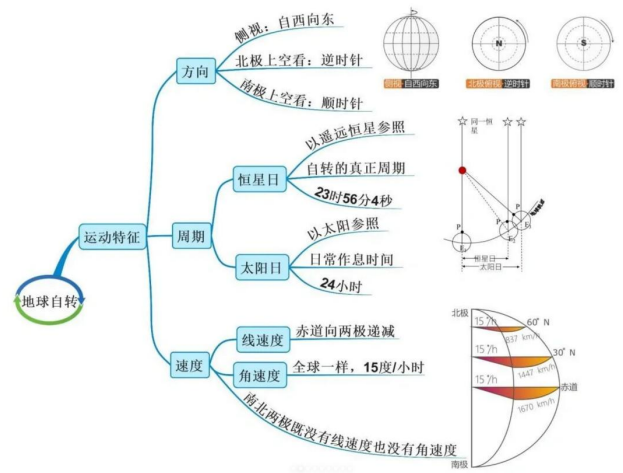 地球自转
运动特征
方向
侧视：自西向东
北极上空看：逆时针
南极上空看：顺时针
侧视·自西向东
北极俯视·逆时针
南极俯视·顺时针
N
S
周期
恒星日
以遥远恒星参照
自转的真正周期
23时56分4秒
太阳日
以太阳参照
日常作息时间
24小时
同一恒星
P
P
P
E₁
E₂
E₃
恒星日
太阳日
速度
线速度
赤道向两极递减
角速度
全球一样，15度/小时
南北两极既没有线速度也没有角速度
北极
15°/h
60° N
837 km/h
15°/h
30° N
1447 km/h
15°/h
赤道
1670 km/h
南极